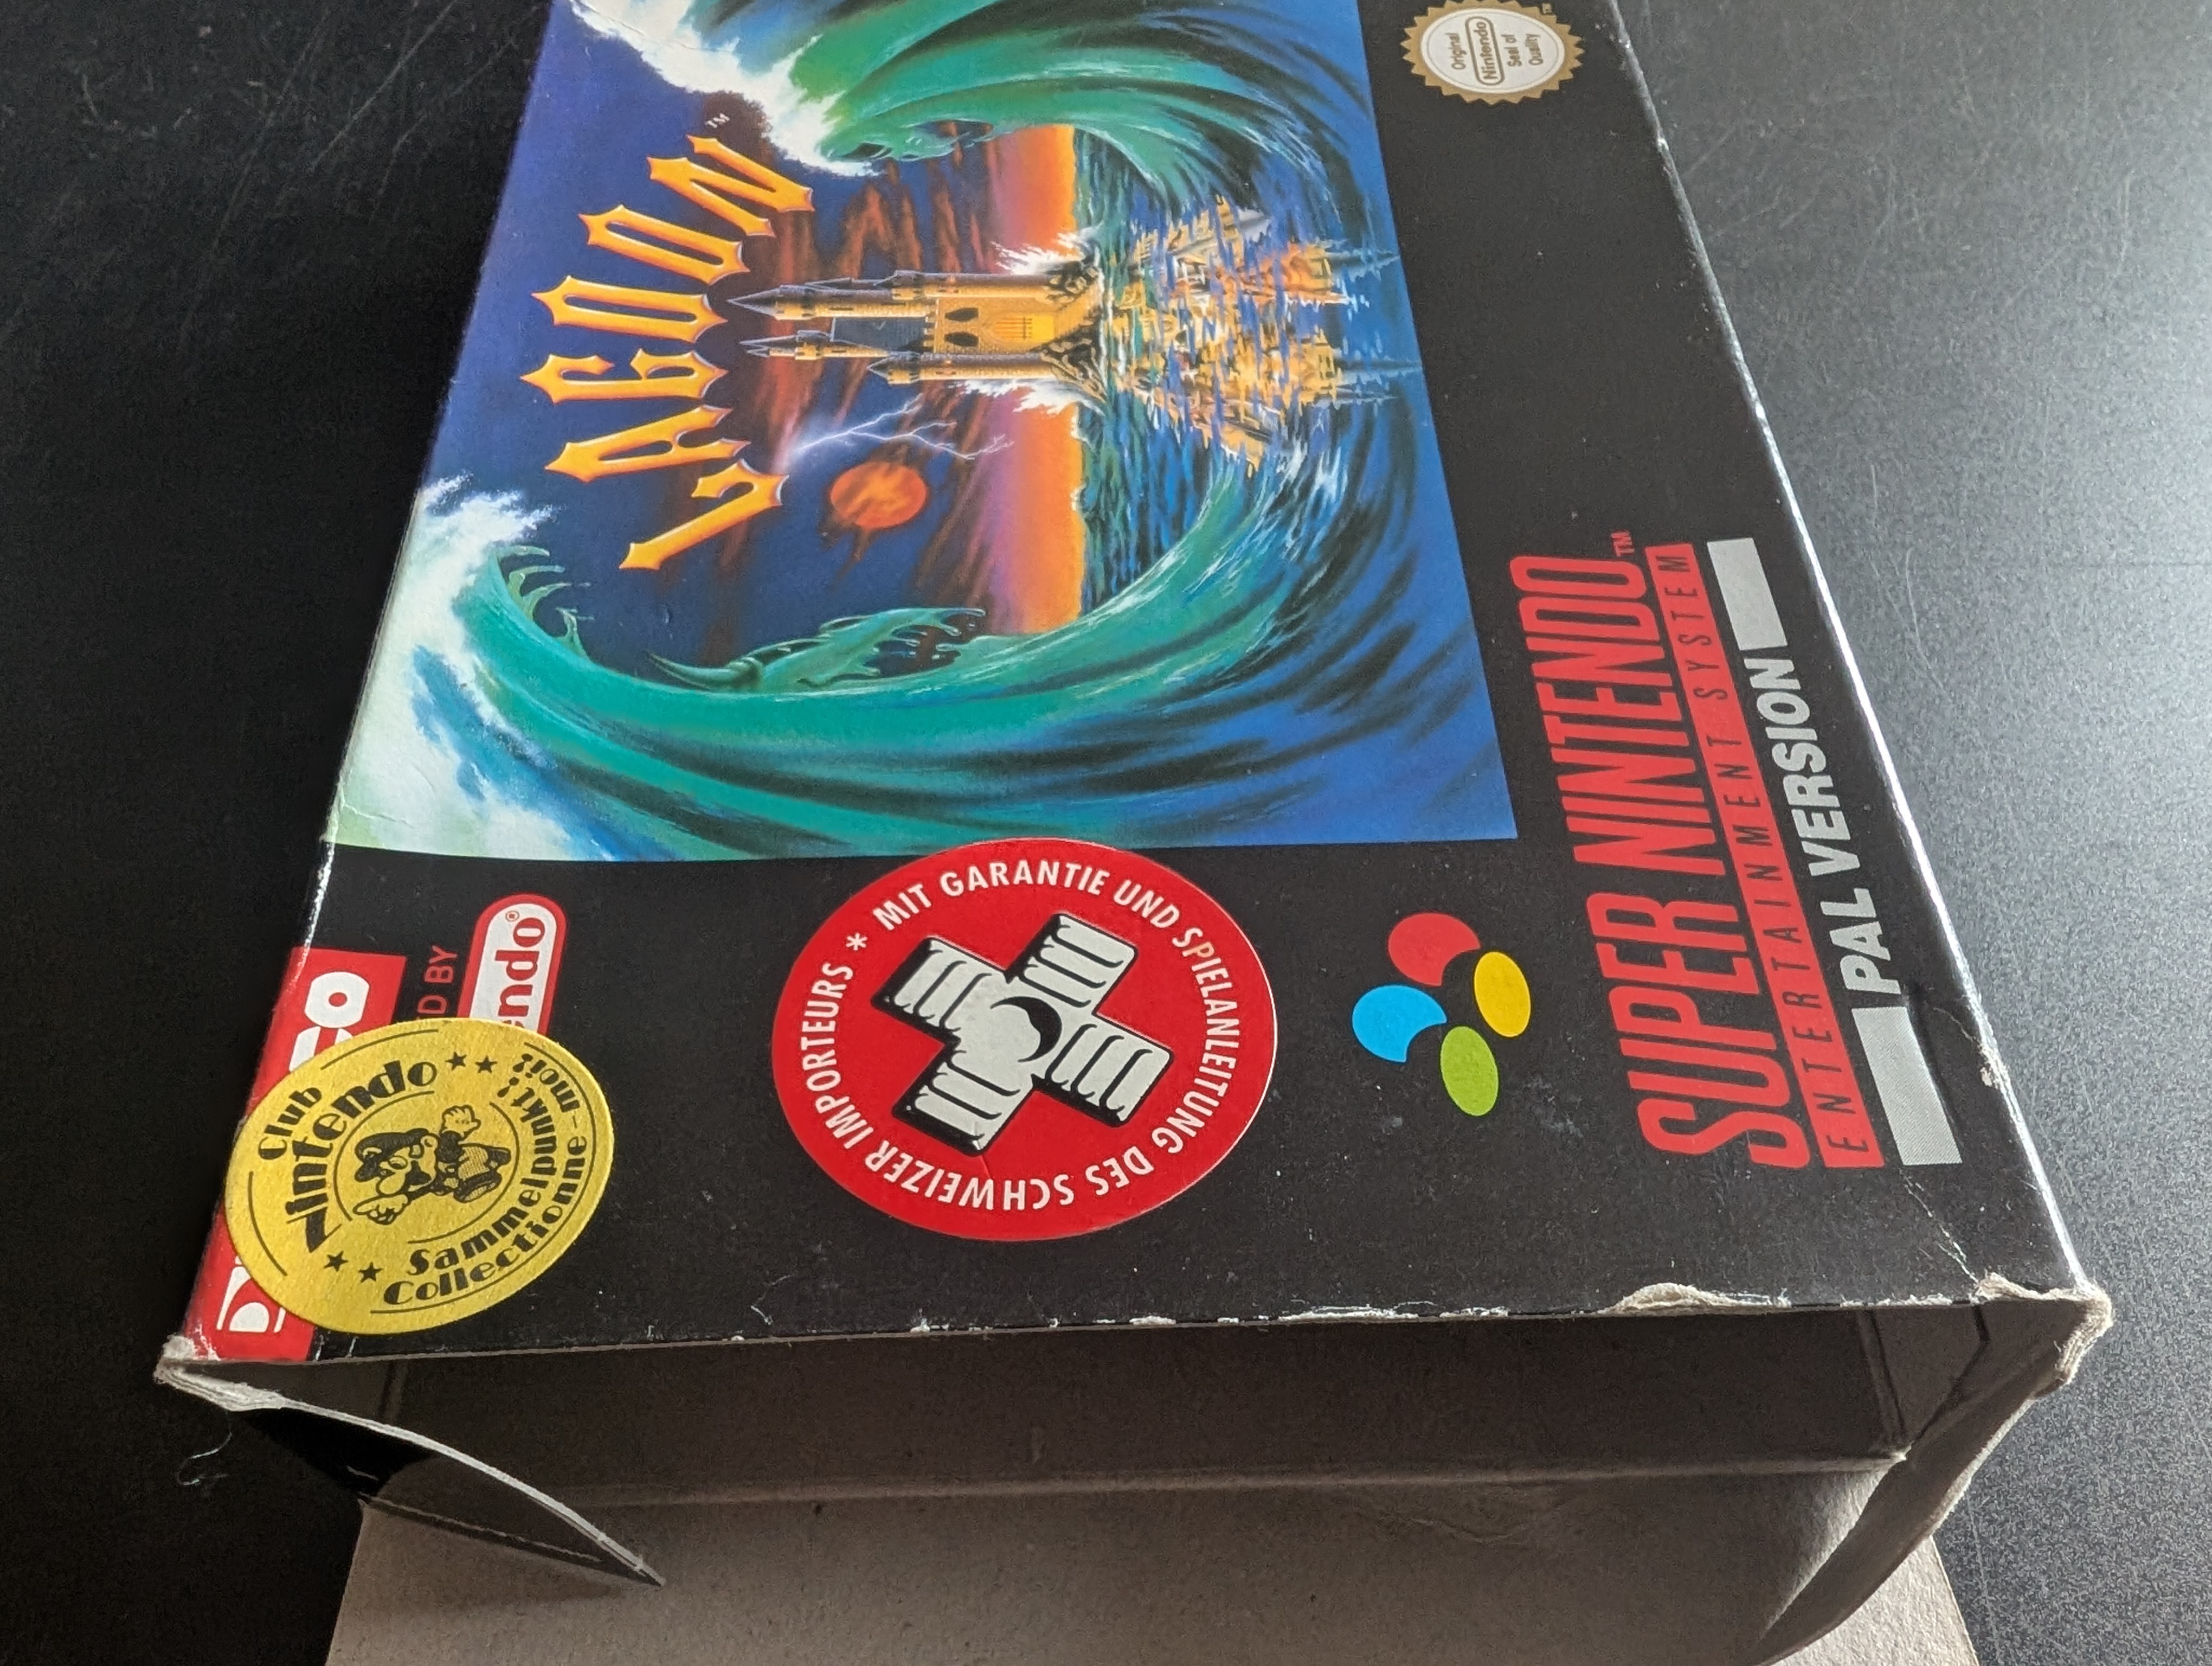 LAGOON™
Original
Nintendo
Seal of
Quality
SUPER NINTENDO™
ENTERTAINMENT SYSTEM
PAL VERSION
MIT GARANTIE UND SPIELANLEITUNG DES SCHWEIZER IMPORTEURS *
BY
Club
Nintendo
Sammelpunkt!
Collectionne-moi!